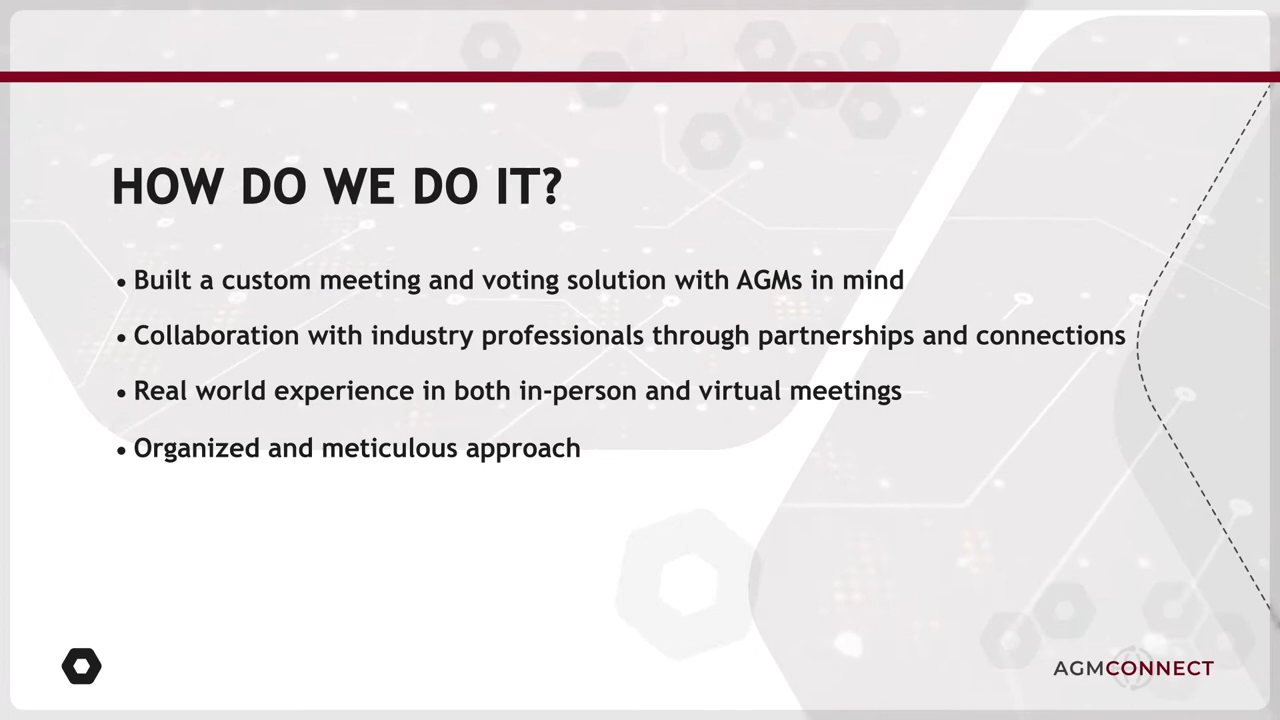 HOW DO WE DO IT?
• Built a custom meeting and voting solution with AGMs in mind
• Collaboration with industry professionals through partnerships and connections
• Real world experience in both in-person and virtual meetings
• Organized and meticulous approach
AGMCONNECT